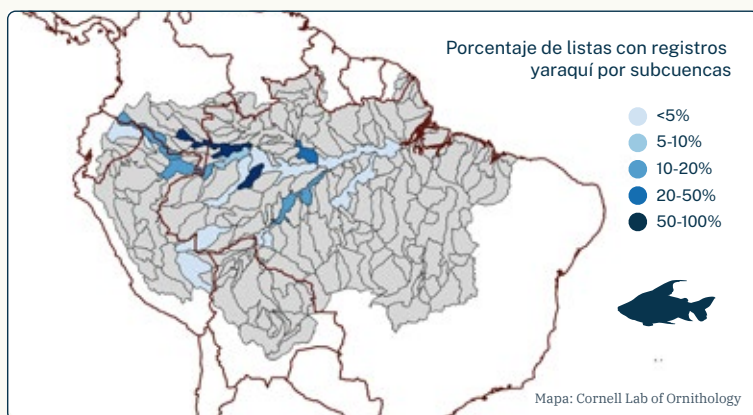 Porcentaje de listas con registros
yaraquí por subcuencas
<5%
5-10%
10-20%
20-50%
50-100%
Mapa: Cornell Lab of Ornithology